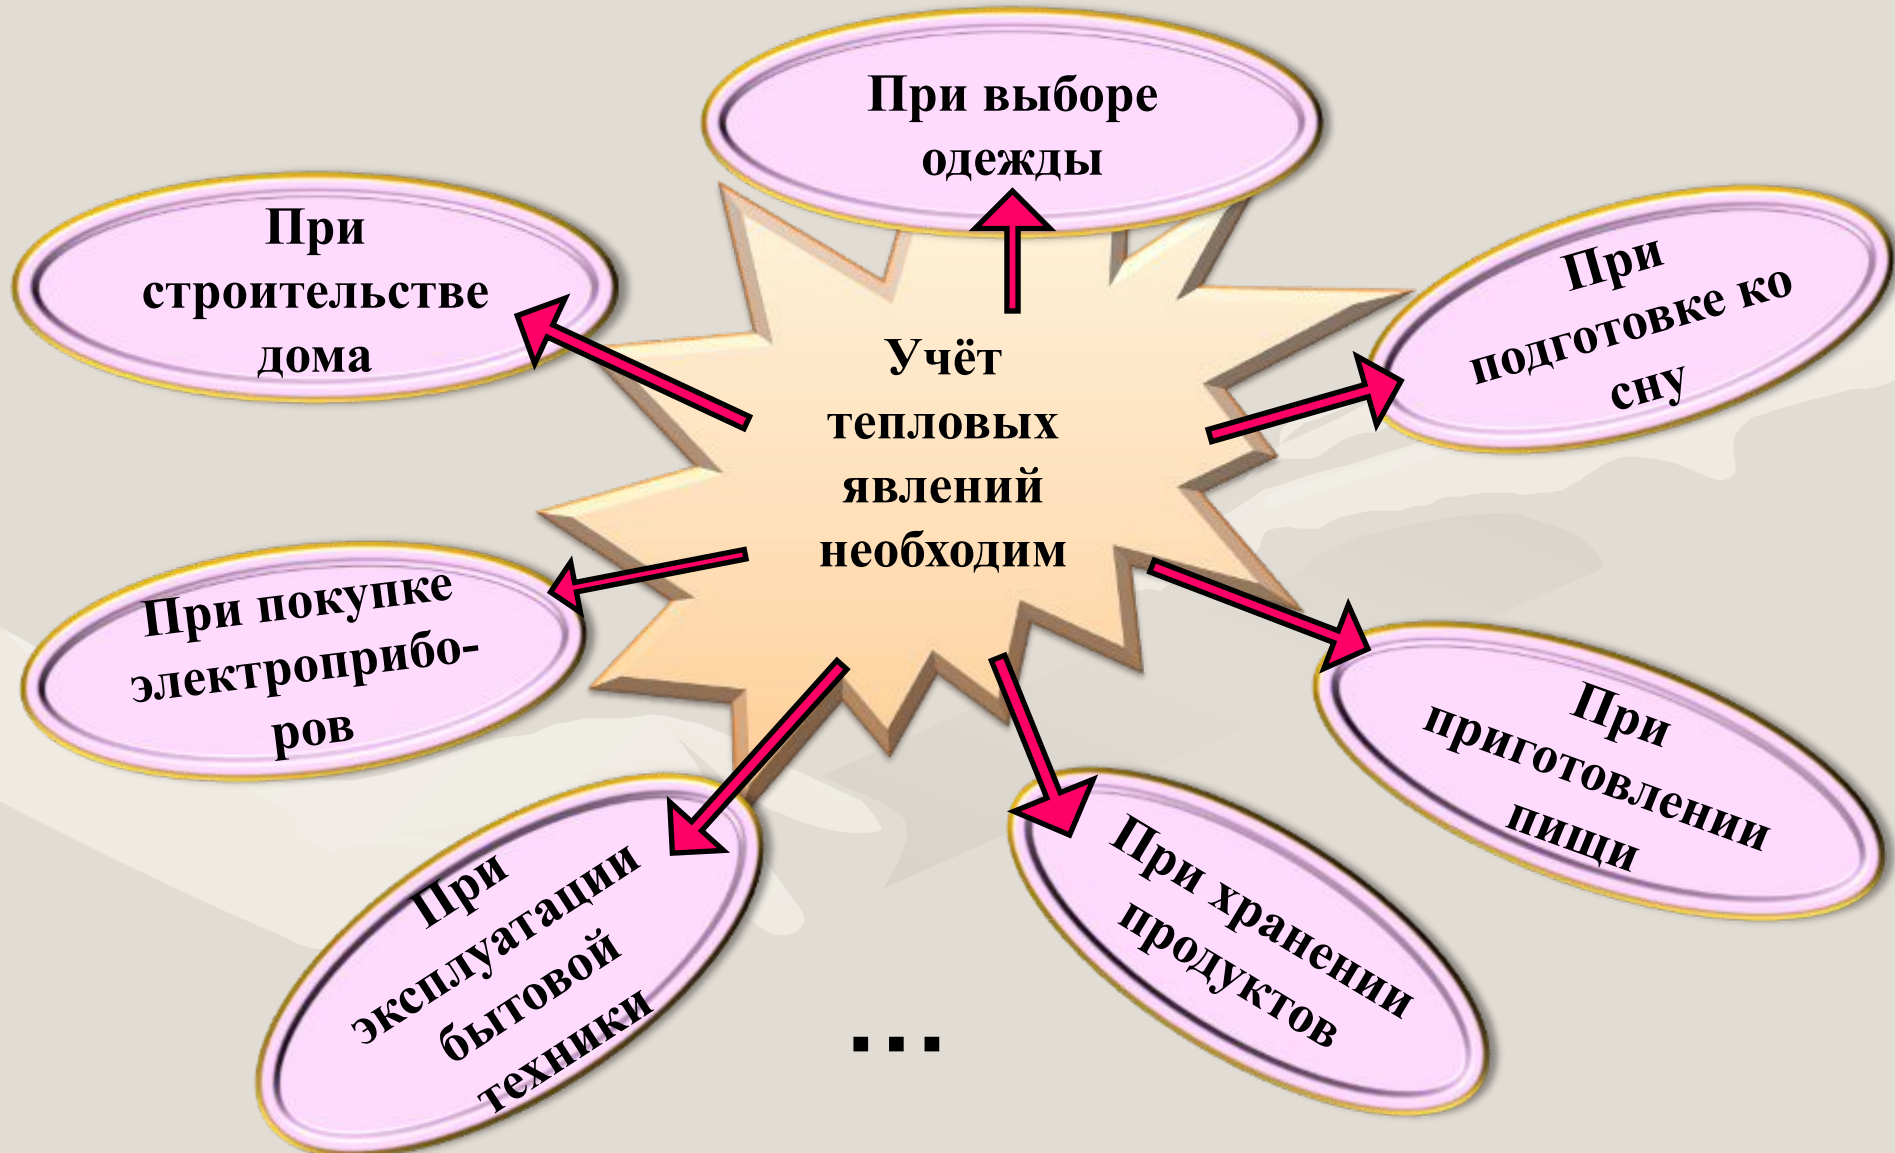 При выборе
одежды
При
строительстве
дома
При
подготовке ко
сну
Учёт
тепловых
явлений
необходим
При покупке
электроприбо-
ров
При
приготовлении
пищи
При
эксплуатации
бытовой
техники
При хранении
продуктов
...